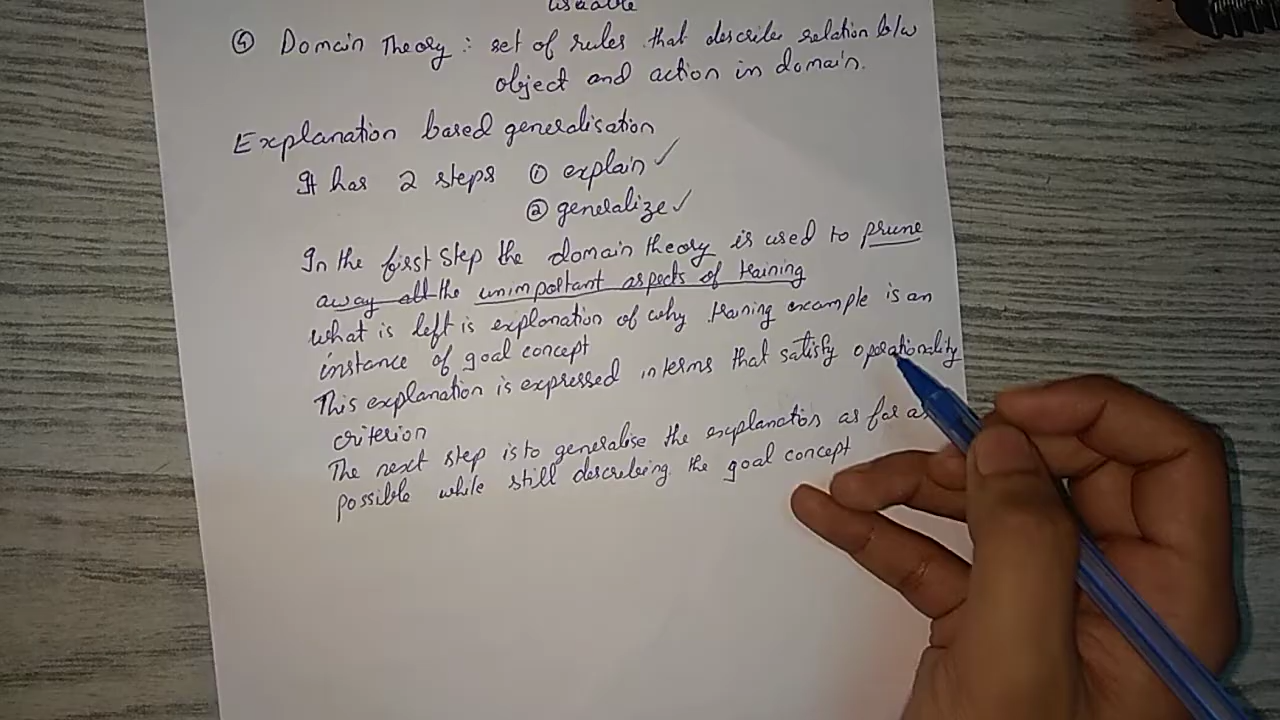 usable
④ Domain Theory : set of rules that describes relation b/w
object and action in domain.
Explanation based generalisation
It has 2 steps ① explain ✓
② generalize ✓
In the first step the domain theory is used to prune
away all the unimportant aspects of training
what is left is explanation of why training example is an
instance of goal concept
This explanation is expressed in terms that satisfy operationality
criterion
The next step is to generalise the explanation as far as
possible while still describing the goal concept